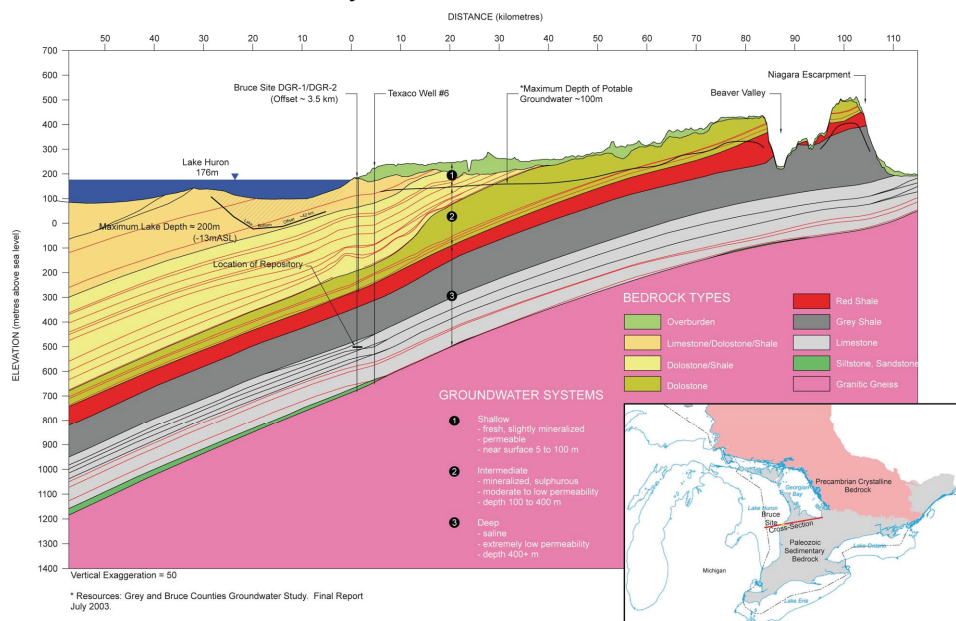 DISTANCE (kilometres)
50 40 30 20 10 0 10 20 30 40 50 60 70 80 90 100 110
ELEVATION (metres above sea level)
700
600
500
400
300
200
100
0
100
200
300
400
500
600
700
800
900
1000
1100
1200
1300
1400
Bruce Site DGR-1/DGR-2
(Offset ~ 3.5 km)
Texaco Well #6
*Maximum Depth of Potable
Groundwater ~100m
Niagara Escarpment
Beaver Valley
Lake Huron
176m
Maximum Lake Depth ≈ 200m
(-13mASL)
Lake Bottom Offset
Location of Repository
1
2
3
BEDROCK TYPES
Overburden
Limestone/Dolostone/Shale
Dolostone/Shale
Dolostone
Red Shale
Grey Shale
Limestone
Siltstone, Sandstone
Granitic Gneiss
GROUNDWATER SYSTEMS
1 Shallow
- fresh, slightly mineralized
- permeable
- near surface 5 to 100 m
2 Intermediate
- mineralized, sulphurous
- moderate to low permeability
- depth 100 to 400 m
3 Deep
- saline
- extremely low permeability
- depth 400+ m
Precambrian Crystalline
Bedrock
Georgian
Bay
Lake Huron
Bruce
Site
Cross-Section
Paleozoic
Sedimentary
Bedrock
Lake Ontario
Michigan
Lake Erie
Vertical Exaggeration = 50
* Resources: Grey and Bruce Counties Groundwater Study. Final Report
July 2003.